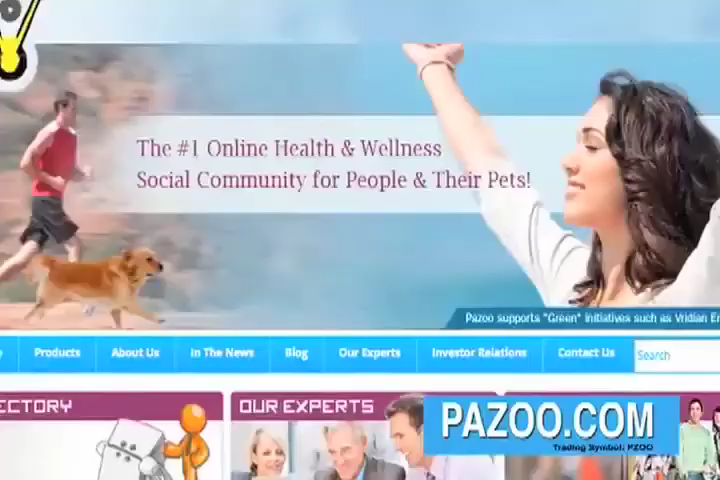 The #1 Online Health & Wellness
Social Community for People & Their Pets!
Pazoo supports "Green" initiatives such as Vridian
Products About Us In The News Blog Our Experts Investor Relations Contact Us Search
ECTORY OUR EXPERTS
PAZOO.COM
Trading Symbol: PZOO